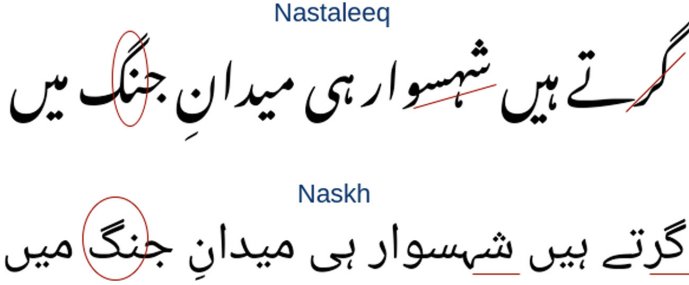 Nastaleeq
گرتے ہیں شہسوار ہی میدانِ جنگ میں
Naskh
گرتے ہیں شہسوار ہی میدانِ جنگ میں